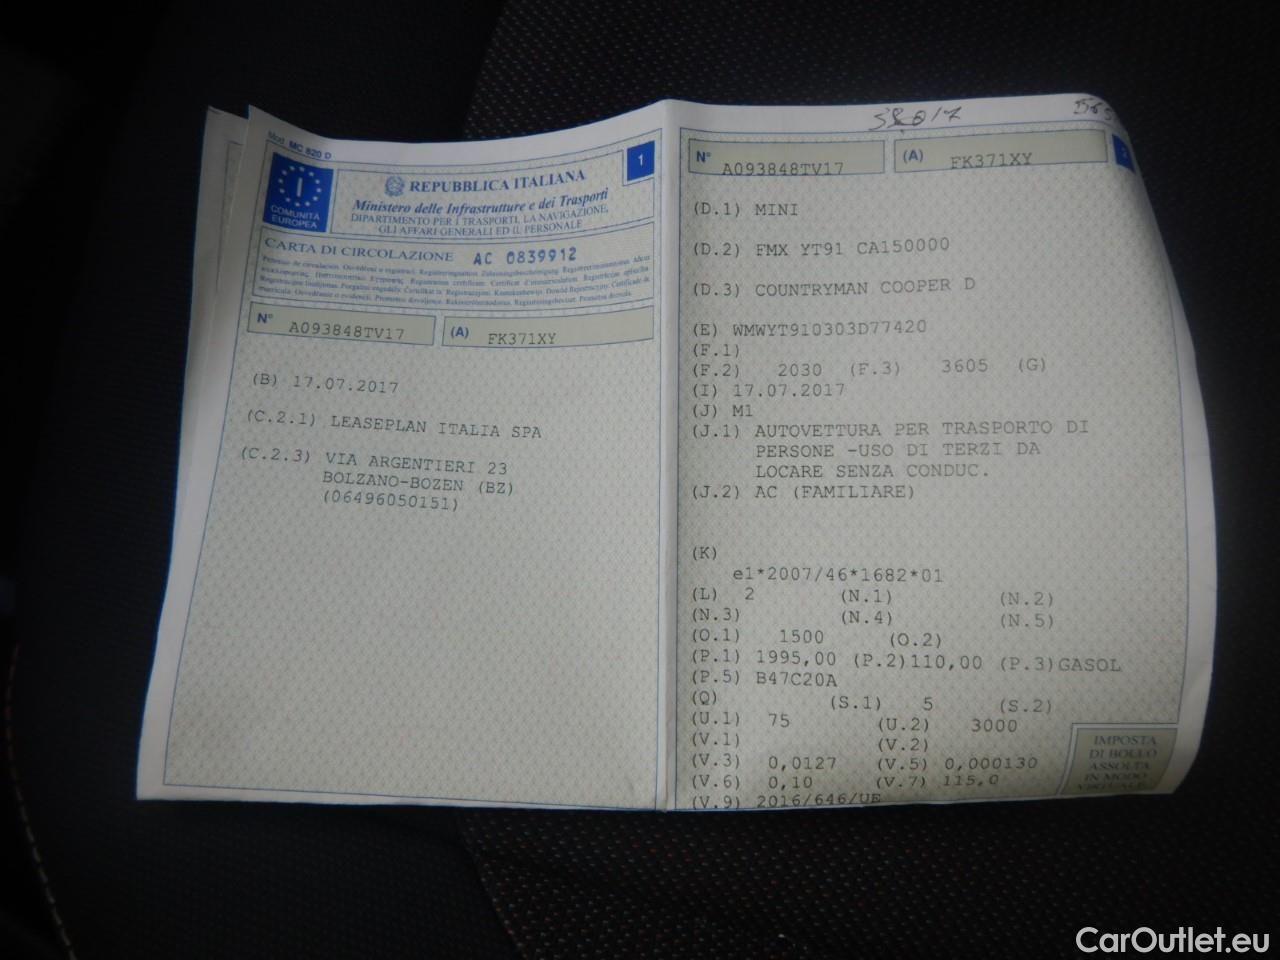 Mod. MC 820 D
1
COMUNITÀ
EUROPEA
I
REPUBBLICA ITALIANA
Ministero delle Infrastrutture e dei Trasporti
DIPARTIMENTO PER I TRASPORTI, LA NAVIGAZIONE,
GLI AFFARI GENERALI ED IL PERSONALE
CARTA DI CIRCOLAZIONE AC 0839912
N° A093848TV17 (A) FK371XY
(B) 17.07.2017
(C.2.1) LEASEPLAN ITALIA SPA
(C.2.3) VIA ARGENTIERI 23
BOLZANO-BOZEN (BZ)
(06496050151)
2
N° A093848TV17 (A) FK371XY
(D.1) MINI
(D.2) FMX YT91 CA150000
(D.3) COUNTRYMAN COOPER D
(E) WMWYT910303D77420
(F.1)
(F.2) 2030 (F.3) 3605 (G)
(I) 17.07.2017
(J) M1
(J.1) AUTOVETTURA PER TRASPORTO DI
PERSONE -USO DI TERZI DA
LOCARE SENZA CONDUC.
(J.2) AC (FAMILIARE)
(K)
e1*2007/46*1682*01
(L) 2 (N.1) (N.2)
(N.3) (N.4) (N.5)
(O.1) 1500 (O.2)
(P.1) 1995,00 (P.2)110,00 (P.3)GASOL
(P.5) B47C20A
(Q) (S.1) 5 (S.2)
(U.1) 75 (U.2) 3000
(V.1) (V.2)
(V.3) 0,0127 (V.5) 0,000130
(V.6) 0,10 (V.7) 115,0
(V.9) 2016/646/UE
IMPOSTA
DI BOLLO
ASSOLTA
IN MODO
VIRTUALE
CarOutlet.eu